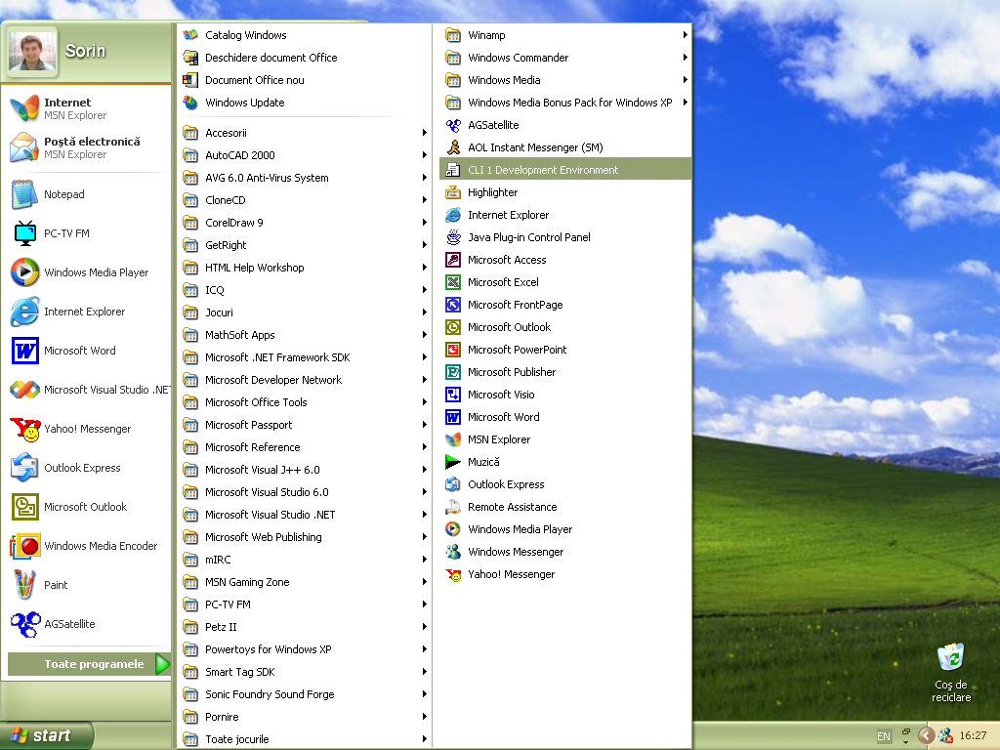 Sorin
Internet
MSN Explorer
Poştă electronică
MSN Explorer
Notepad
PC-TV FM
Windows Media Player
Internet Explorer
Microsoft Word
Microsoft Visual Studio .NET
Yahoo! Messenger
Outlook Express
Microsoft Outlook
Windows Media Encoder
Paint
AGSatellite
Toate programele
start
Catalog Windows
Deschidere document Office
Document Office nou
Windows Update
Accesorii
AutoCAD 2000
AVG 6.0 Anti-Virus System
CloneCD
CorelDraw 9
GetRight
HTML Help Workshop
ICQ
Jocuri
MathSoft Apps
Microsoft .NET Framework SDK
Microsoft Developer Network
Microsoft Office Tools
Microsoft Passport
Microsoft Reference
Microsoft Visual J++ 6.0
Microsoft Visual Studio 6.0
Microsoft Visual Studio .NET
Microsoft Web Publishing
mIRC
MSN Gaming Zone
PC-TV FM
Petz II
Powertoys for Windows XP
Smart Tag SDK
Sonic Foundry Sound Forge
Pornire
Toate jocurile
Winamp
Windows Commander
Windows Media
Windows Media Bonus Pack for Windows XP
AGSatellite
AOL Instant Messenger (SM)
CLI 1 Development Environment
Highlighter
Internet Explorer
Java Plug-in Control Panel
Microsoft Access
Microsoft Excel
Microsoft FrontPage
Microsoft Outlook
Microsoft PowerPoint
Microsoft Publisher
Microsoft Visio
Microsoft Word
MSN Explorer
Muzică
Outlook Express
Remote Assistance
Windows Media Player
Windows Messenger
Yahoo! Messenger
Coş de
reciclare
EN
16:27